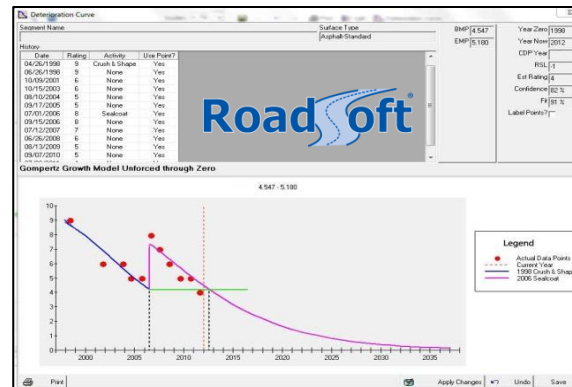 Deterioration Curve
Segment Name
Surface Type
Asphalt-Standard
BMP 4.547
EMP 5.180
Year Zero 1998
Year Now 2012
CDP Year
RSL -1
Est Rating 4
Confidence 82 %
Fit 91 %
Label Points?
History
Date Rating Activity Use Point?
04/26/1998 9 Crush & Shape Yes
06/26/1998 9 None Yes
10/09/2001 6 None Yes
10/15/2003 6 None Yes
08/10/2004 5 None Yes
09/17/2005 5 None Yes
07/01/2006 8 Sealcoat Yes
09/15/2006 8 None Yes
07/12/2007 7 None Yes
06/26/2008 6 None Yes
08/13/2009 5 None Yes
09/07/2010 5 None Yes
RoadSoft
Gompertz Growth Model Unforced through Zero
4.547 - 5.180
10
9
8
7
6
5
4
3
2
1
0
2000 2005 2010 2015 2020 2025 2030 2035
Legend
Actual Data Points
Current Year
1998 Crush & Shape
2006 Sealcoat
Print
Apply Changes
Undo
Save